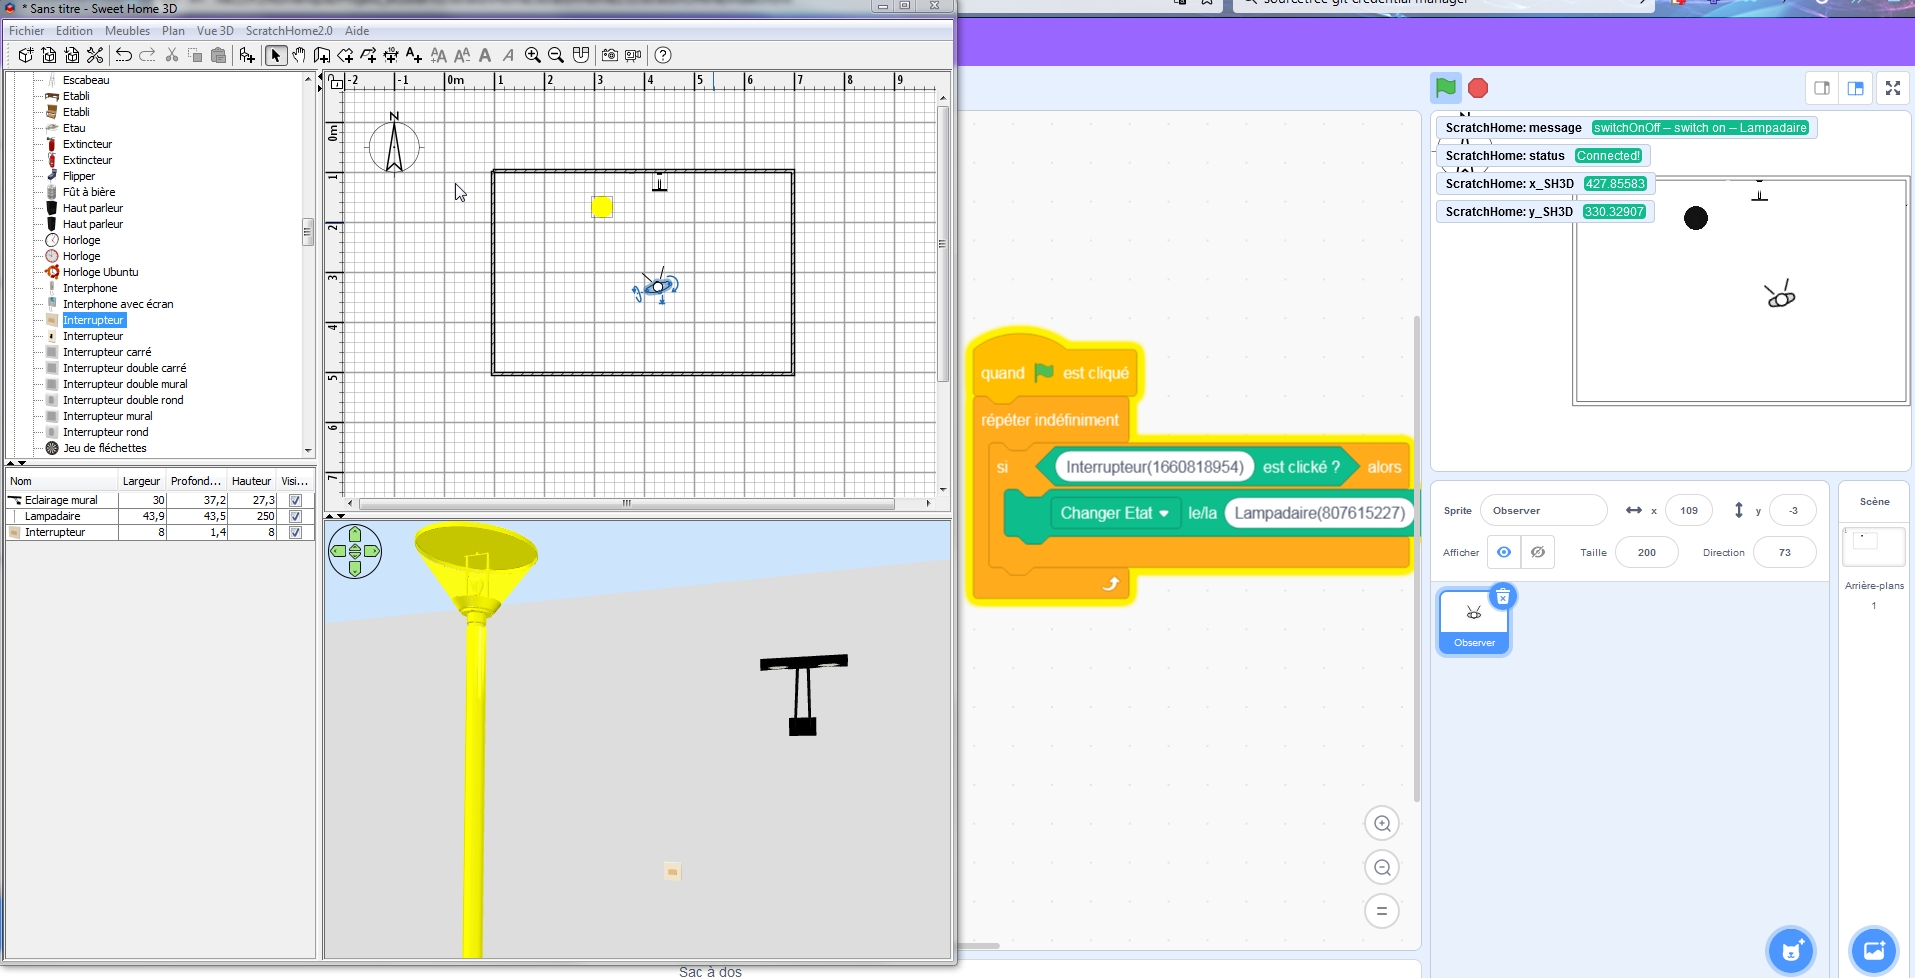 * Sans titre - Sweet Home 3D
Fichier Edition Meubles Plan Vue 3D ScratchHome2.0 Aide
Escabeau
Etabli
Etabli
Etau
Extincteur
Extincteur
Flipper
Fût à bière
Haut parleur
Haut parleur
Horloge
Horloge
Horloge Ubuntu
Interphone
Interphone avec écran
Interrupteur
Interrupteur
Interrupteur carré
Interrupteur double carré
Interrupteur double mural
Interrupteur double rond
Interrupteur mural
Interrupteur rond
Jeu de fléchettes
Nom Largeur Profond... Hauteur Visi...
Eclairage mural 30 37,2 27,3
Lampadaire 43,9 43,5 250
Interrupteur 8 1,4 8
-2 -1 0m 1 2 3 4 5 6 7 8 9
0m
1
2
3
4
5
6
7
N
sourcetree git credential manager
quand est cliqué
répéter indéfiniment
si Interrupteur(1660818954) est clické ? alors
Changer Etat le/la Lampadaire(807615227)
Sac à dos
N
ScratchHome: message switchOnOff – switch on – Lampadaire
ScratchHome: status Connected!
ScratchHome: x_SH3D 427.85583
ScratchHome: y_SH3D 330.32907
Sprite Observer x 109 y -3
Afficher Taille 200 Direction 73
Observer
Scène
Arrière-plans
1